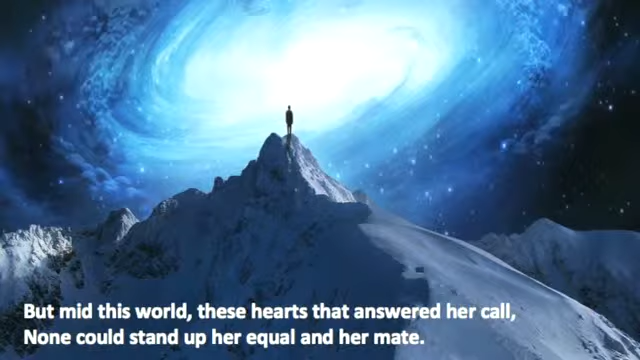 But mid this world, these hearts that answered her call,
None could stand up her equal and her mate.